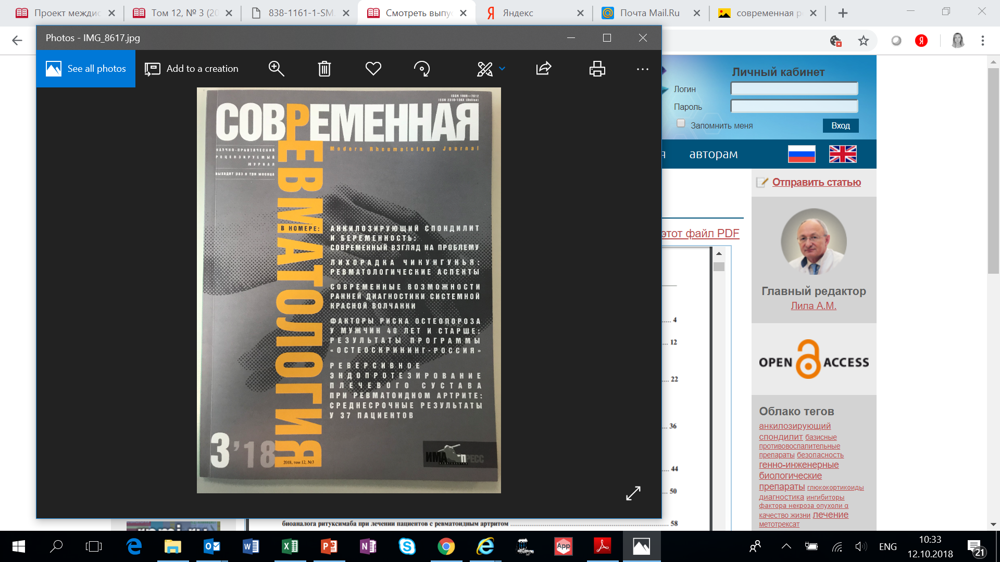 Проект междис
Том 12, № 3 (20
838-1161-1-SM.
Смотреть выпус
Яндекс
Почта Mail.Ru
современная р
Photos - IMG_8617.jpg
See all photos
Add to a creation
ISSN 1996—7012
ISSN 2310-158X (Online)
СОВРЕМЕННАЯ
РЕВМАТОЛОГИЯ
Modern Rheumatology Journal
НАУЧНО-ПРАКТИЧЕСКИЙ
РЕЦЕНЗИРУЕМЫЙ
ЖУРНАЛ
ВЫХОДИТ РАЗ В ТРИ МЕСЯЦА
В НОМЕРЕ:
АНКИЛОЗИРУЮЩИЙ СПОНДИЛИТ
И БЕРЕМЕННОСТЬ:
СОВРЕМЕННЫЙ ВЗГЛЯД НА ПРОБЛЕМУ
ЛИХОРАДКА ЧИКУНГУНЬЯ:
РЕВМАТОЛОГИЧЕСКИЕ АСПЕКТЫ
СОВРЕМЕННЫЕ ВОЗМОЖНОСТИ
РАННЕЙ ДИАГНОСТИКИ СИСТЕМНОЙ
КРАСНОЙ ВОЛЧАНКИ
ФАКТОРЫ РИСКА ОСТЕОПОРОЗА
У МУЖЧИН 40 ЛЕТ И СТАРШЕ:
РЕЗУЛЬТАТЫ ПРОГРАММЫ
«ОСТЕОСКРИНИНГ-РОССИЯ»
РЕВЕРСИВНОЕ
ЭНДОПРОТЕЗИРОВАНИЕ
ПЛЕЧЕВОГО СУСТАВА
ПРИ РЕВМАТОИДНОМ АРТРИТЕ:
СРЕДНЕСРОЧНЫЕ РЕЗУЛЬТАТЫ
У 37 ПАЦИЕНТОВ
3'18
2018, том 12, №3
ИМА-ПРЕСС
Личный кабинет
Логин
Пароль
Запомнить меня
Вход
я
авторам
Отправить статью
этот файл PDF
Главный редактор
Лила А.М.
OPEN ACCESS
..... 4
... 12
.... 22
... 36
.... 44
... 50
Облако тегов
анкилозирующий
спондилит базисные
противовоспалительные
препараты безопасность
генно-инженерные
биологические
препараты глюкокортикоиды
диагностика ингибиторы
фактора некроза опухоли α
качество жизни лечение
метотрексат
биоаналога ритуксимаба при лечении пациентов с ревматоидным артритом ........ 58
App
ENG
10:33
12.10.2018
21